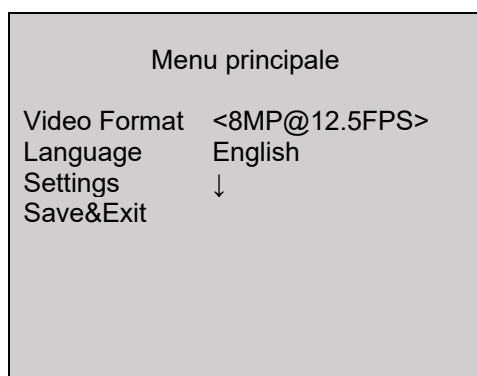 Menu principale
Video Format <8MP@12.5FPS>
Language English
Settings ↓
Save&Exit